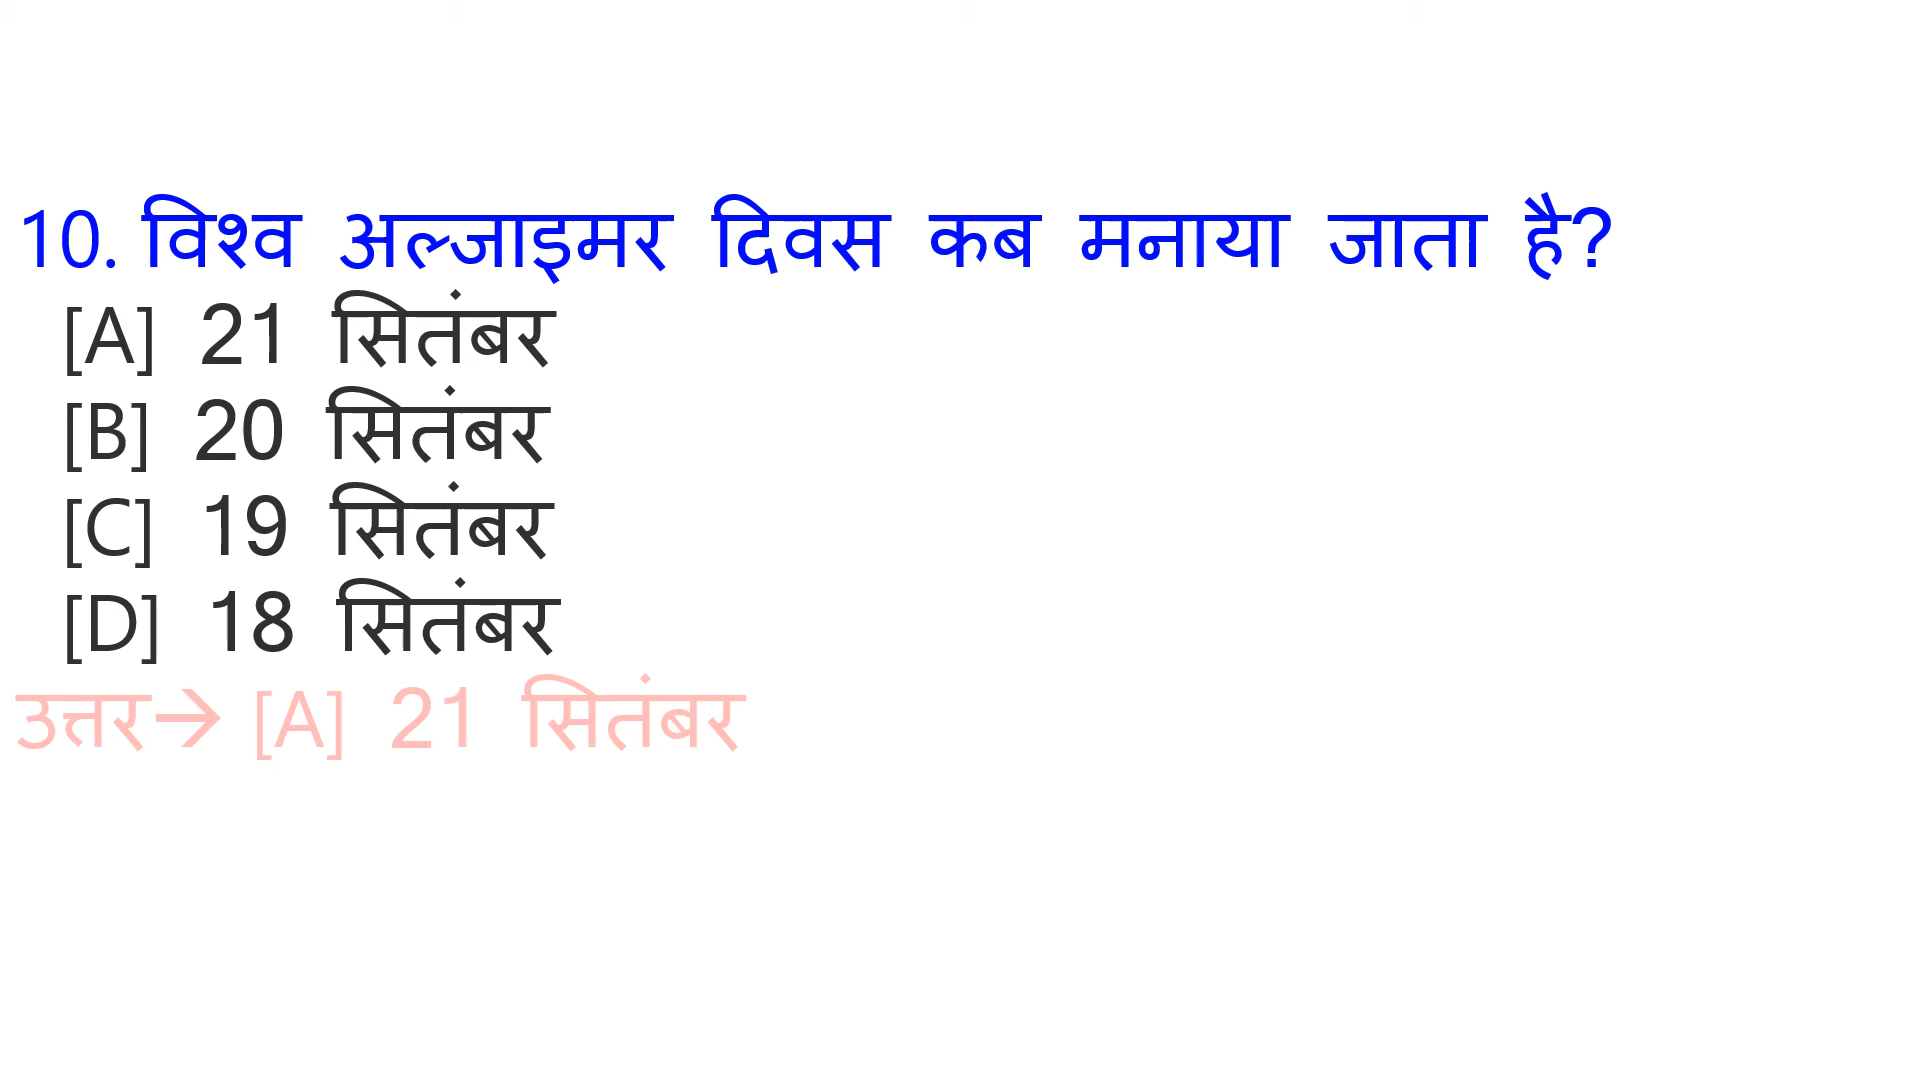 10. विश्व अल्जाइमर दिवस कब मनाया जाता है?
[A] 21 सितंबर
[B] 20 सितंबर
[C] 19 सितंबर
[D] 18 सितंबर
उत्तर→ [A] 21 सितंबर